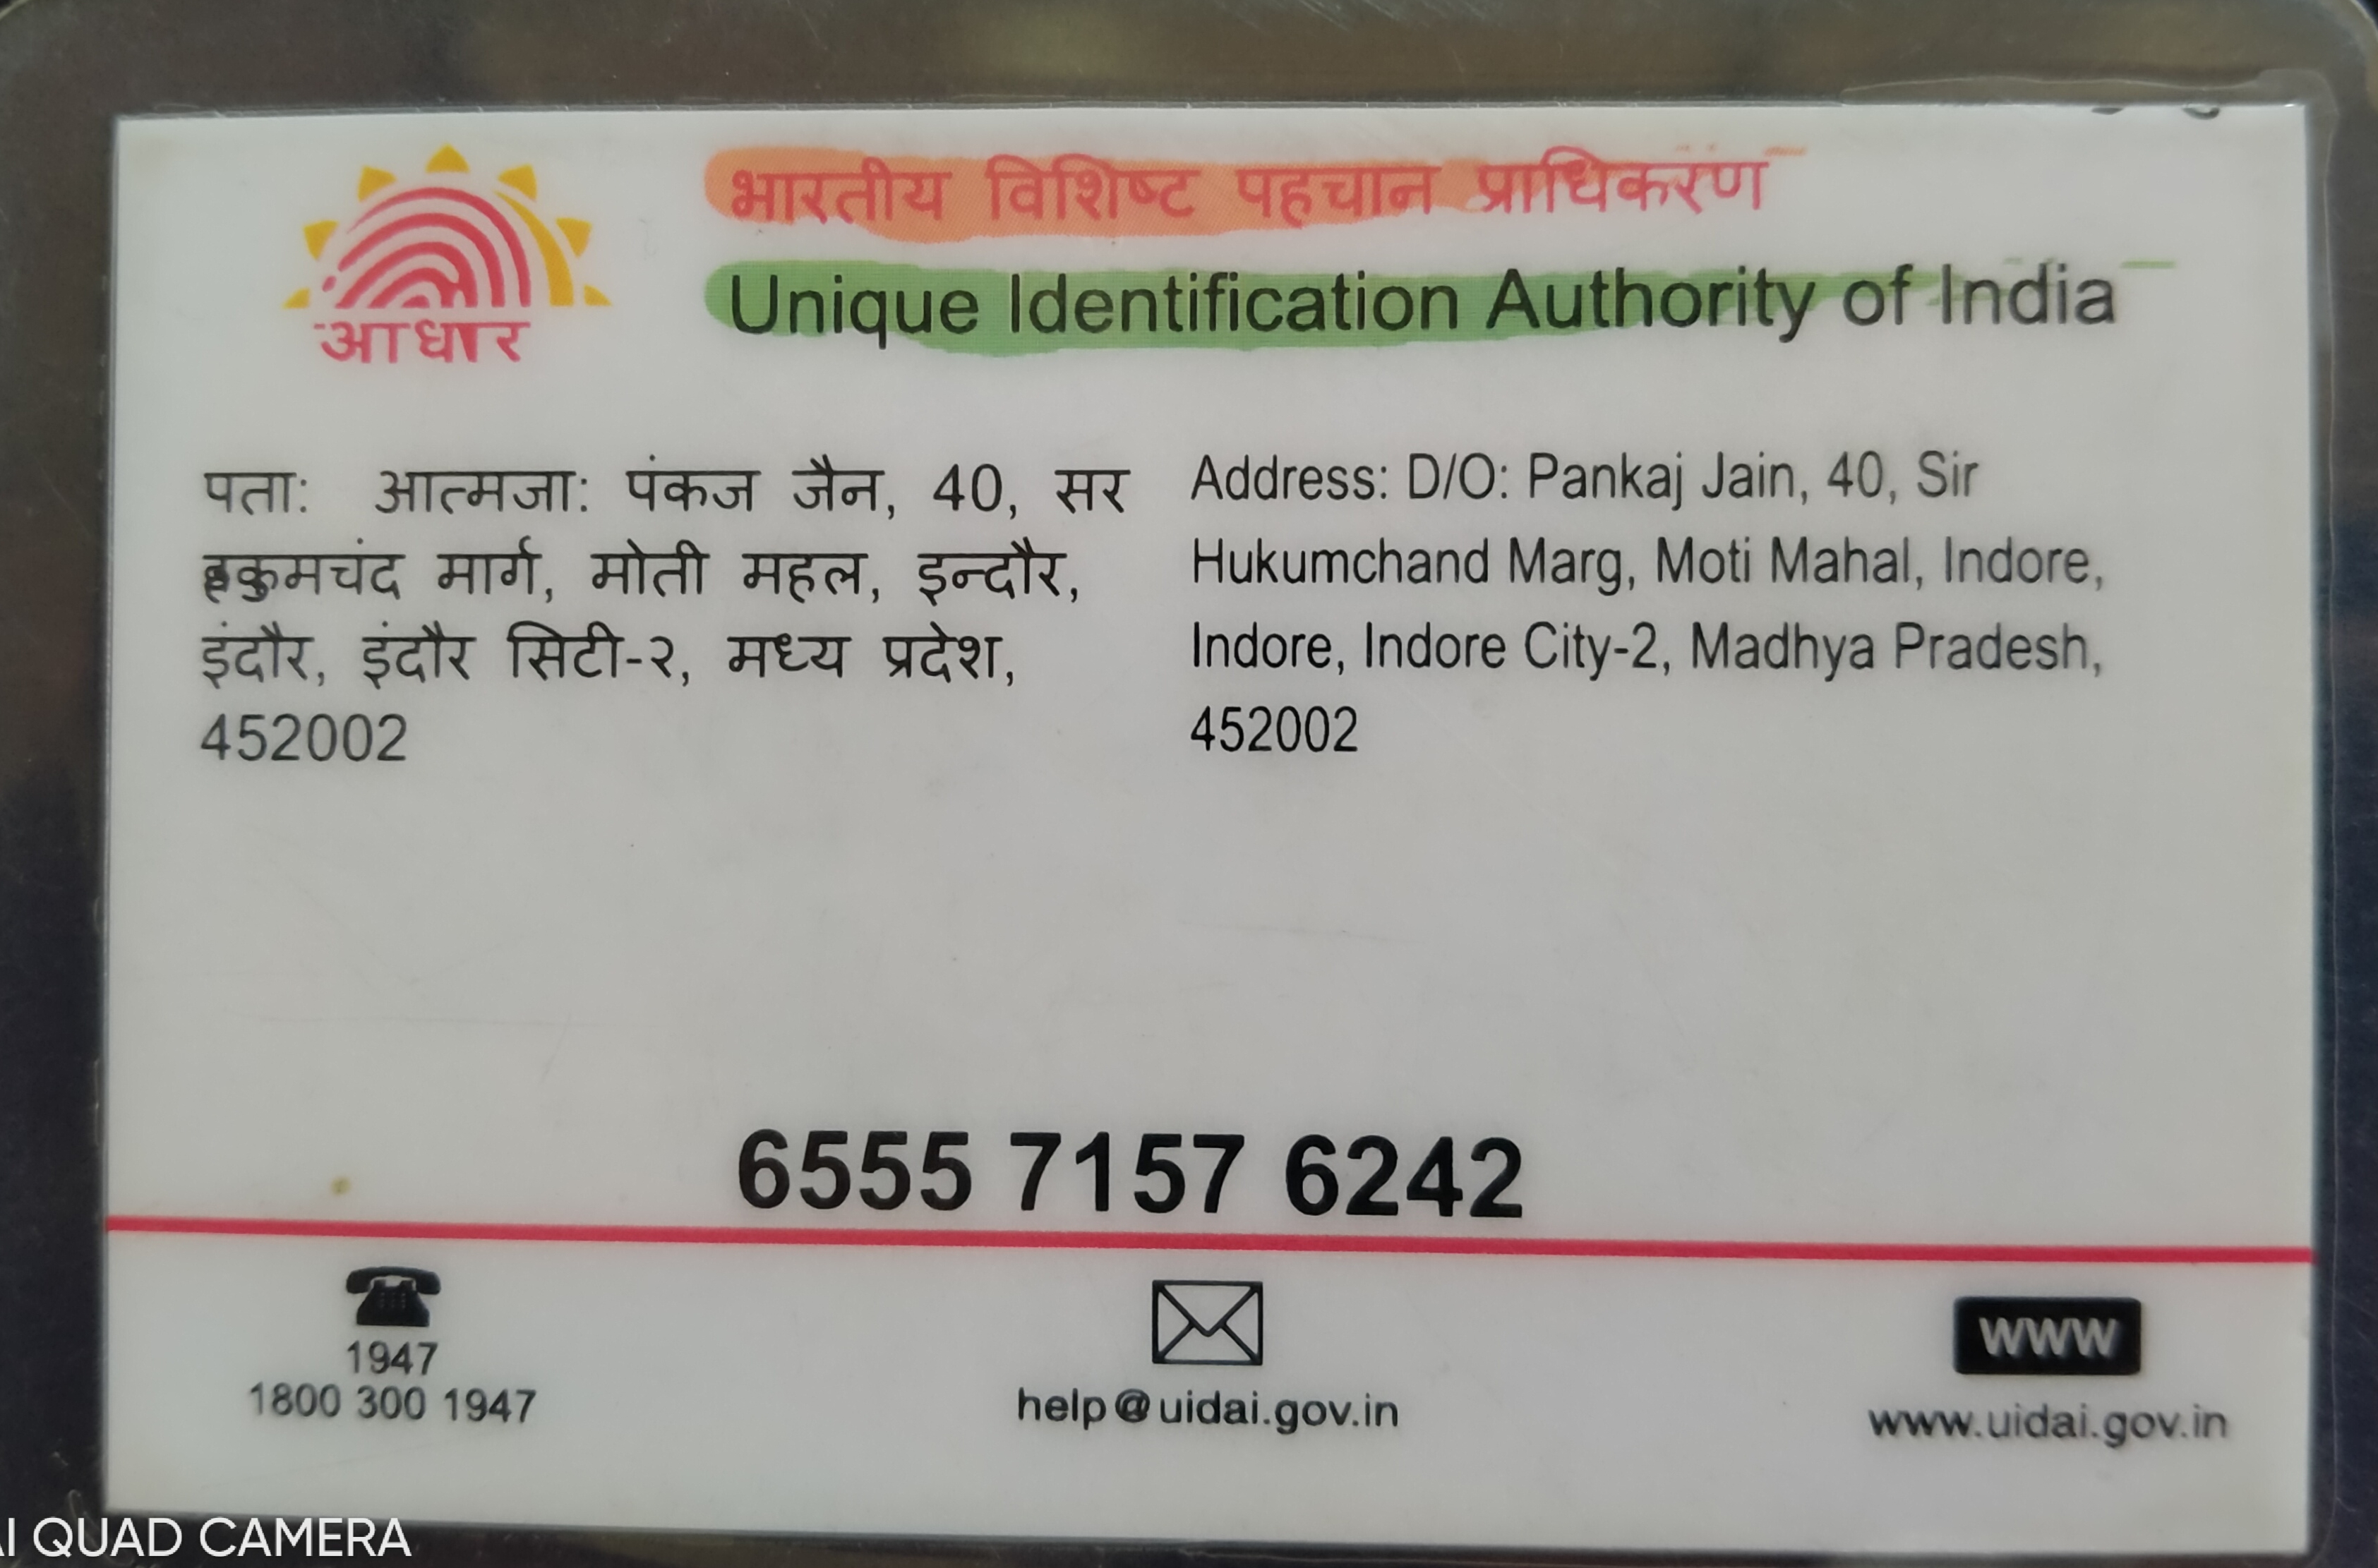 भारतीय विशिष्ट पहचान प्राधिकरण
Unique Identification Authority of India
आधार
पता: आत्मजा: पंकज जैन, 40, सर
हुकुमचंद मार्ग, मोती महल, इन्दौर,
इंदौर, इंदौर सिटी-२, मध्य प्रदेश,
452002
Address: D/O: Pankaj Jain, 40, Sir
Hukumchand Marg, Moti Mahal, Indore,
Indore, Indore City-2, Madhya Pradesh,
452002
6555 7157 6242
1947
1800 300 1947
help@uidai.gov.in
WWW
www.uidai.gov.in
AI QUAD CAMERA